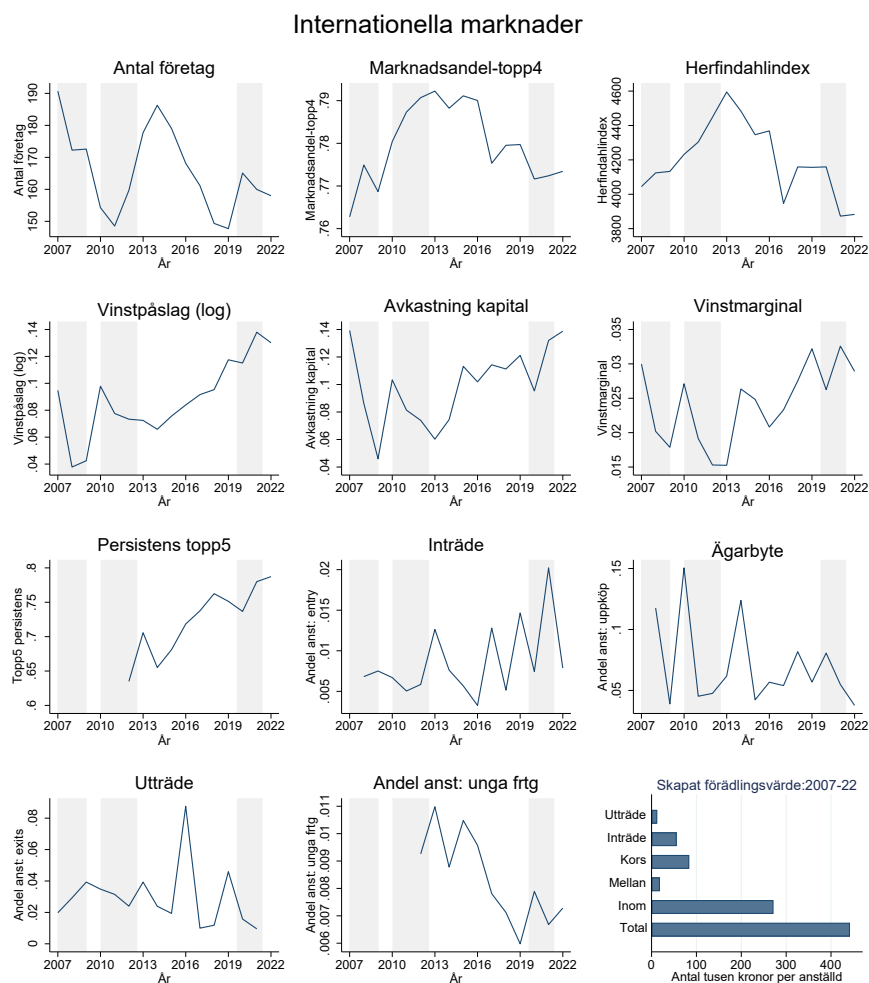 Internationella marknader
Antal företag
Antal företag
150 160 170 180 190
2007 2010 2013 2016 2019 2022
År
Marknadsandel-topp4
Marknadsandel-topp4
.76 .77 .78 .79
2007 2010 2013 2016 2019 2022
År
Herfindahlindex
Herfindahlindex
3800 4000 4200 4400 4600
2007 2010 2013 2016 2019 2022
År
Vinstpåslag (log)
Vinstpåslag (log)
.04 .06 .08 .1 .12 .14
2007 2010 2013 2016 2019 2022
År
Avkastning kapital
Avkastning kapital
.04 .06 .08 .1 .12 .14
2007 2010 2013 2016 2019 2022
År
Vinstmarginal
Vinstmarginal
.015 .02 .025 .03 .035
2007 2010 2013 2016 2019 2022
År
Persistens topp5
Topp5 persistens
.6 .65 .7 .75 .8
2007 2010 2013 2016 2019 2022
År
Inträde
Andel anst: entry
.005 .01 .015 .02
2007 2010 2013 2016 2019 2022
År
Ägarbyte
Andel anst: uppköp
.05 .1 .15
2007 2010 2013 2016 2019 2022
År
Utträde
Andel anst: exits
0 .02 .04 .06 .08
2007 2010 2013 2016 2019 2022
År
Andel anst: unga frtg
Andel anst: unga frtg
.006 .007 .008 .009 .01 .011
2007 2010 2013 2016 2019 2022
År
Skapat förädlingsvärde:2007-22
Utträde
Inträde
Kors
Mellan
Inom
Total
0 100 200 300 400
Antal tusen kronor per anställd